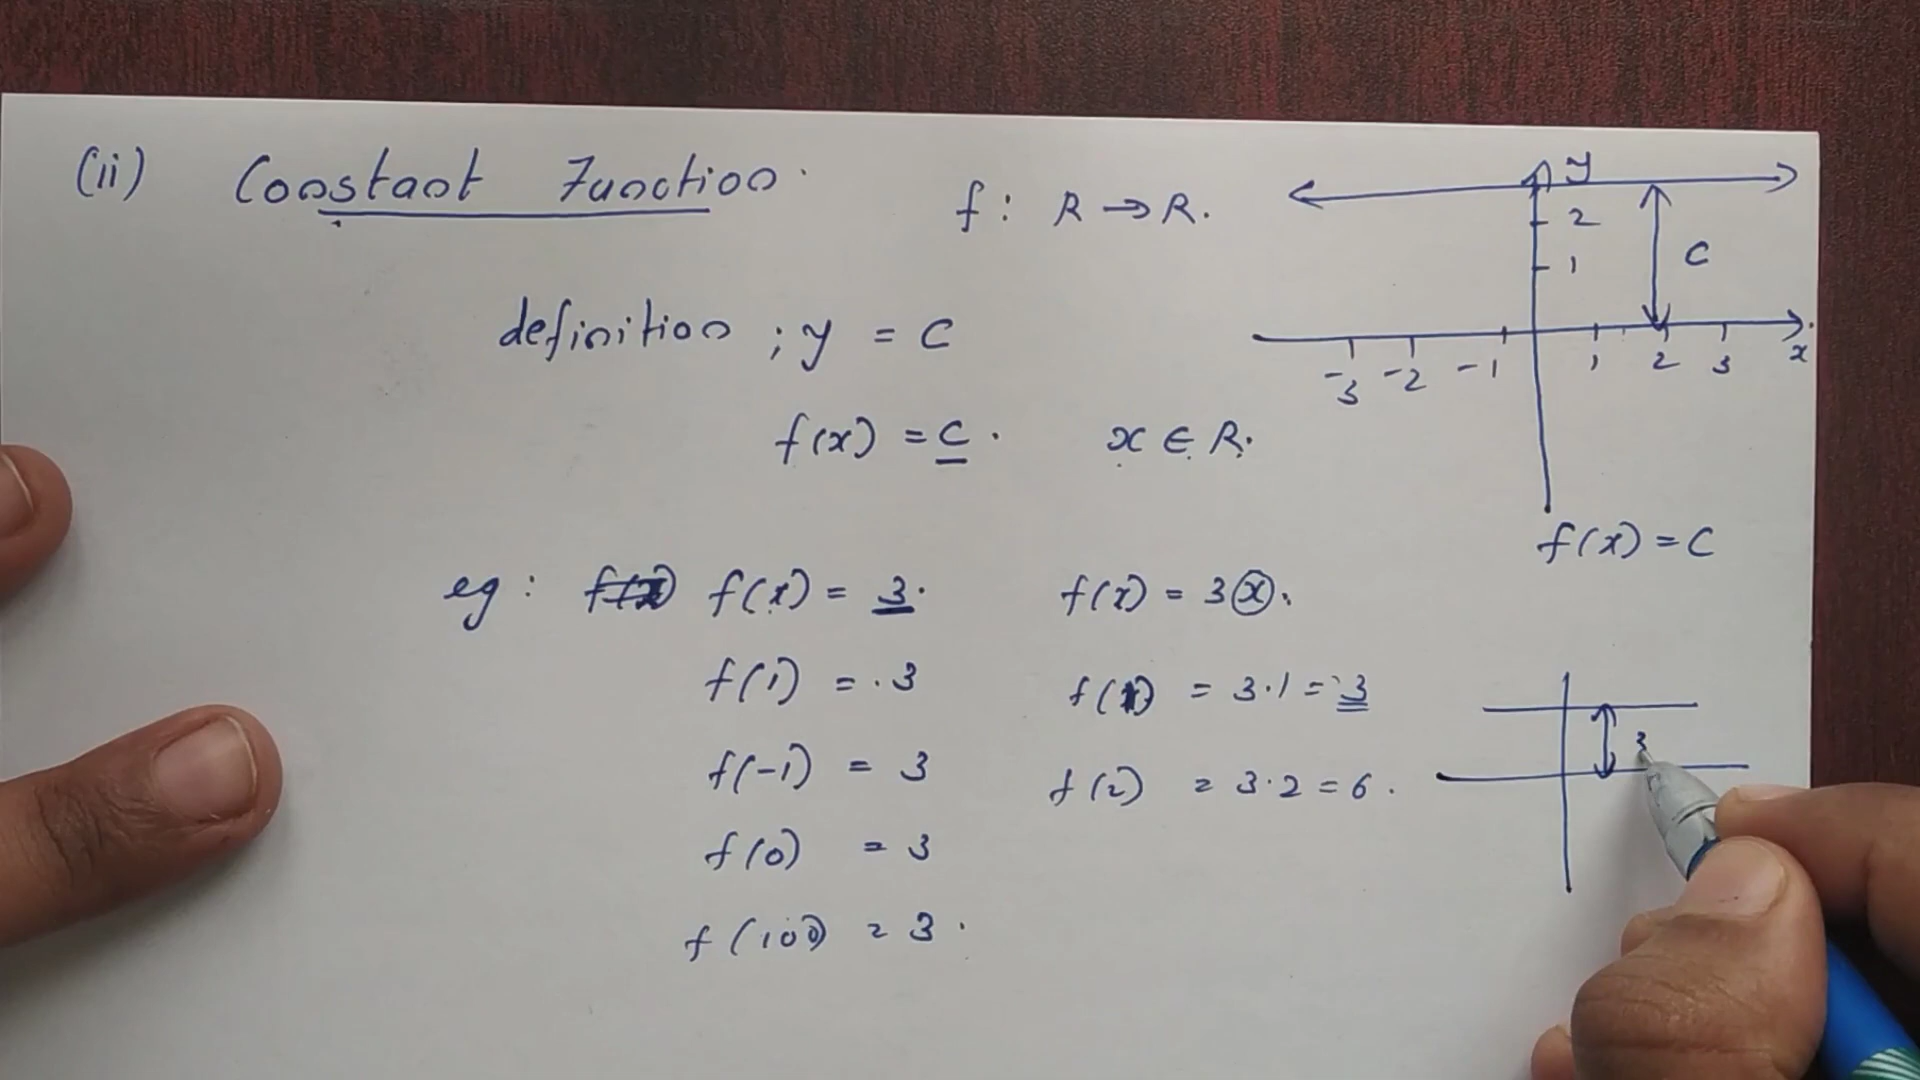 (ii) Constant Function.
f : R → R.
definition ; y = C
f(x) = C . x ∈ R.
y
2
1
C
-3 -2 -1 1 2 3 x
f(x) = C
eg : f(x) f(x) = 3. f(x) = 3x.
f(1) = . 3 f(1) = 3.1 = 3
f(-1) = 3 f(2) = 3.2 = 6 .
f(0) = 3
f(100) = 3 .
3